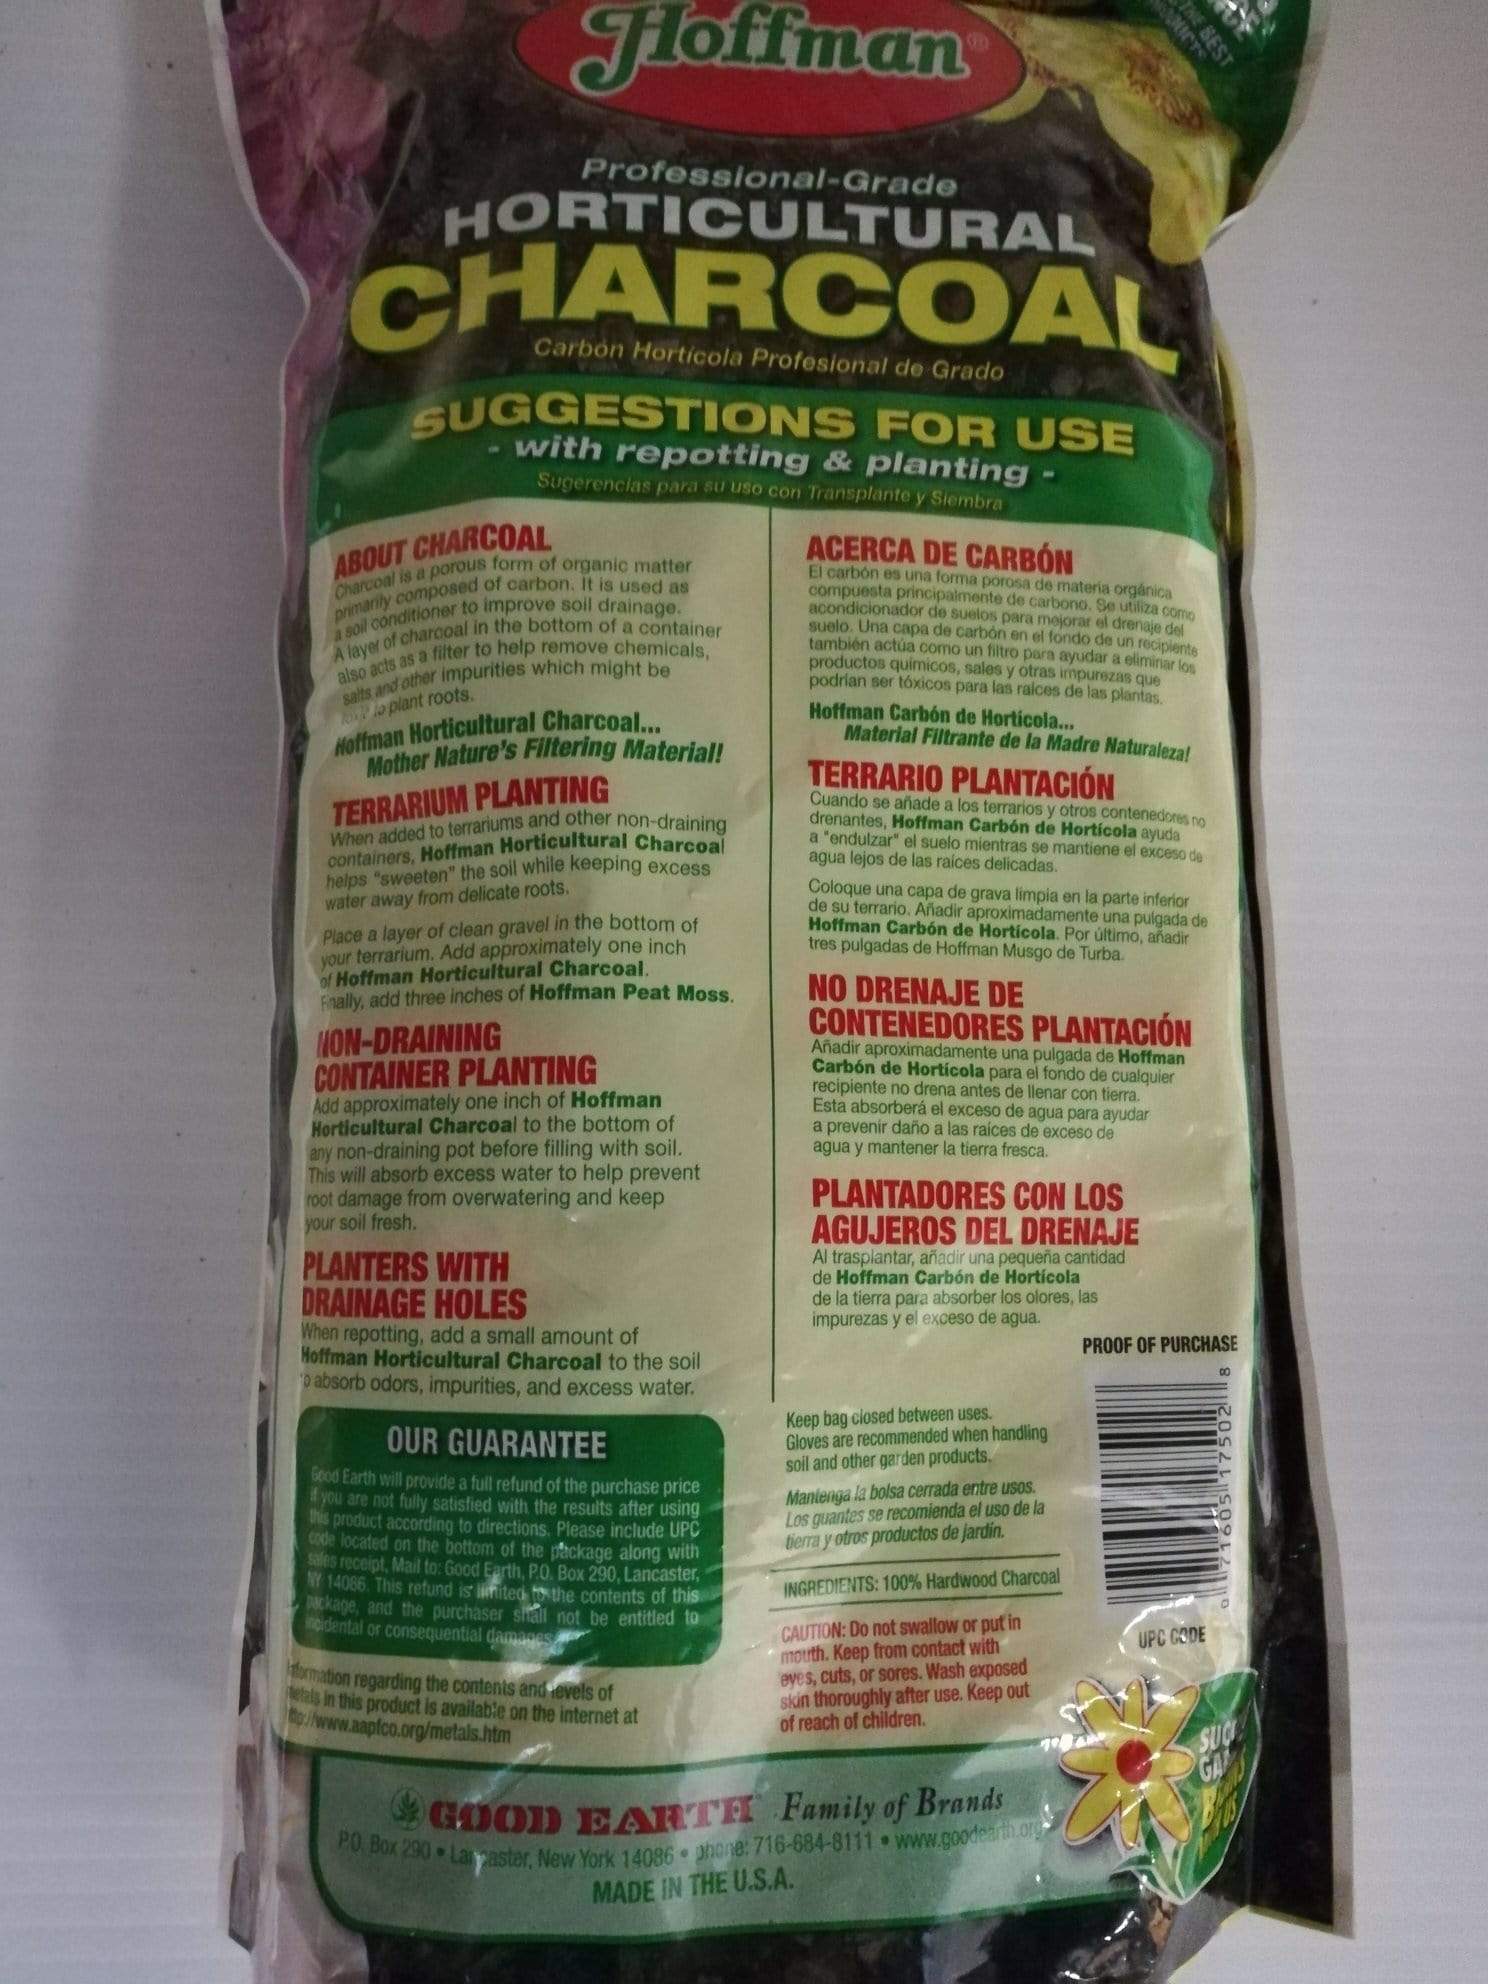 Hoffman®
BEST
Professional-Grade
HORTICULTURAL
CHARCOAL
Carbón Hortícola Profesional de Grado
SUGGESTIONS FOR USE
- with repotting & planting -
Sugerencias para su uso con Transplante y Siembra
ABOUT CHARCOAL
Charcoal is a porous form of organic matter
primarily composed of carbon. It is used as
a soil conditioner to improve soil drainage.
A layer of charcoal in the bottom of a container
also acts as a filter to help remove chemicals,
salts and other impurities which might be
to plant roots.
Hoffman Horticultural Charcoal...
Mother Nature's Filtering Material!
TERRARIUM PLANTING
When added to terrariums and other non-draining
containers, Hoffman Horticultural Charcoal
helps "sweeten" the soil while keeping excess
water away from delicate roots.
Place a layer of clean gravel in the bottom of
your terrarium. Add approximately one inch
of Hoffman Horticultural Charcoal.
Finally, add three inches of Hoffman Peat Moss.
NON-DRAINING
CONTAINER PLANTING
Add approximately one inch of Hoffman
Horticultural Charcoal to the bottom of
any non-draining pot before filling with soil.
This will absorb excess water to help prevent
root damage from overwatering and keep
your soil fresh.
PLANTERS WITH
DRAINAGE HOLES
When repotting, add a small amount of
Hoffman Horticultural Charcoal to the soil
to absorb odors, impurities, and excess water.
OUR GUARANTEE
Good Earth will provide a full refund of the purchase price
if you are not fully satisfied with the results after using
this product according to directions. Please include UPC
code located on the bottom of the package along with
sales receipt, Mail to: Good Earth, P.O. Box 290, Lancaster,
NY 14086. This refund is limited to the contents of this
package, and the purchaser shall not be entitled to
incidental or consequential damages
Information regarding the contents and levels of
metals in this product is available on the internet at
http://www.aapfco.org/metals.htm
ACERCA DE CARBÓN
El carbón es una forma porosa de materia orgánica
compuesta principalmente de carbono. Se utiliza como
acondicionador de suelos para mejorar el drenaje del
suelo. Una capa de carbón en el fondo de un recipiente
también actúa como un filtro para ayudar a eliminar los
productos químicos, sales y otras impurezas que
podrían ser tóxicos para las raíces de las plantas.
Hoffman Carbón de Hortícola...
Material Filtrante de la Madre Naturaleza!
TERRARIO PLANTACIÓN
Cuando se añade a los terrarios y otros contenedores no
drenantes, Hoffman Carbón de Hortícola ayuda
a "endulzar" el suelo mientras se mantiene el exceso de
agua lejos de las raíces delicadas.
Coloque una capa de grava limpia en la parte inferior
de su terrario. Añadir aproximadamente una pulgada de
Hoffman Carbón de Hortícola. Por último, añadir
tres pulgadas de Hoffman Musgo de Turba.
NO DRENAJE DE
CONTENEDORES PLANTACIÓN
Añadir aproximadamente una pulgada de Hoffman
Carbón de Hortícola para el fondo de cualquier
recipiente no drena antes de llenar con tierra.
Esta absorberá el exceso de agua para ayudar
a prevenir daño a las raíces de exceso de
agua y mantener la tierra fresca.
PLANTADORES CON LOS
AGUJEROS DEL DRENAJE
Al trasplantar, añadir una pequeña cantidad
de Hoffman Carbón de Hortícola
de la tierra para absorber los olores, las
impurezas y el exceso de agua.
PROOF OF PURCHASE
0 71605 17502 8
UPC CODE
Keep bag closed between uses.
Gloves are recommended when handling
soil and other garden products.
Mantenga la bolsa cerrada entre usos.
Los guantes se recomienda el uso de la
tierra y otros productos de jardín.
INGREDIENTS: 100% Hardwood Charcoal
CAUTION: Do not swallow or put in
mouth. Keep from contact with
eyes, cuts, or sores. Wash exposed
skin thoroughly after use. Keep out
of reach of children.
GOOD EARTH™ Family of Brands
P.O. Box 290 • Lancaster, New York 14086 • phone: 716-684-8111 • www.goodearth.org
MADE IN THE U.S.A.